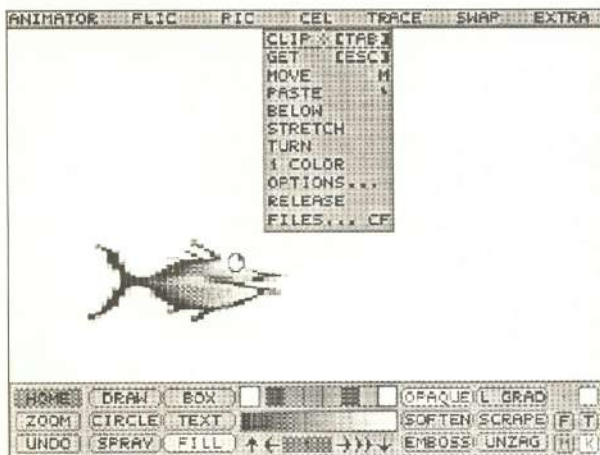 ANIMATOR FLIC PIC CEL TRACE SWAP EXTRA
CLIP [TAB]
GET [ESC]
MOVE M
PASTE
BELOW
STRETCH
TURN
1 COLOR
OPTIONS...
RELEASE
FILES... CF
HOME DRAW BOX OPAQUE L GRAD
ZOOM CIRCLE TEXT SOFTEN SCRAPE F T
UNDO SPRAY FILL 1 EMBOSS UNZAG H K